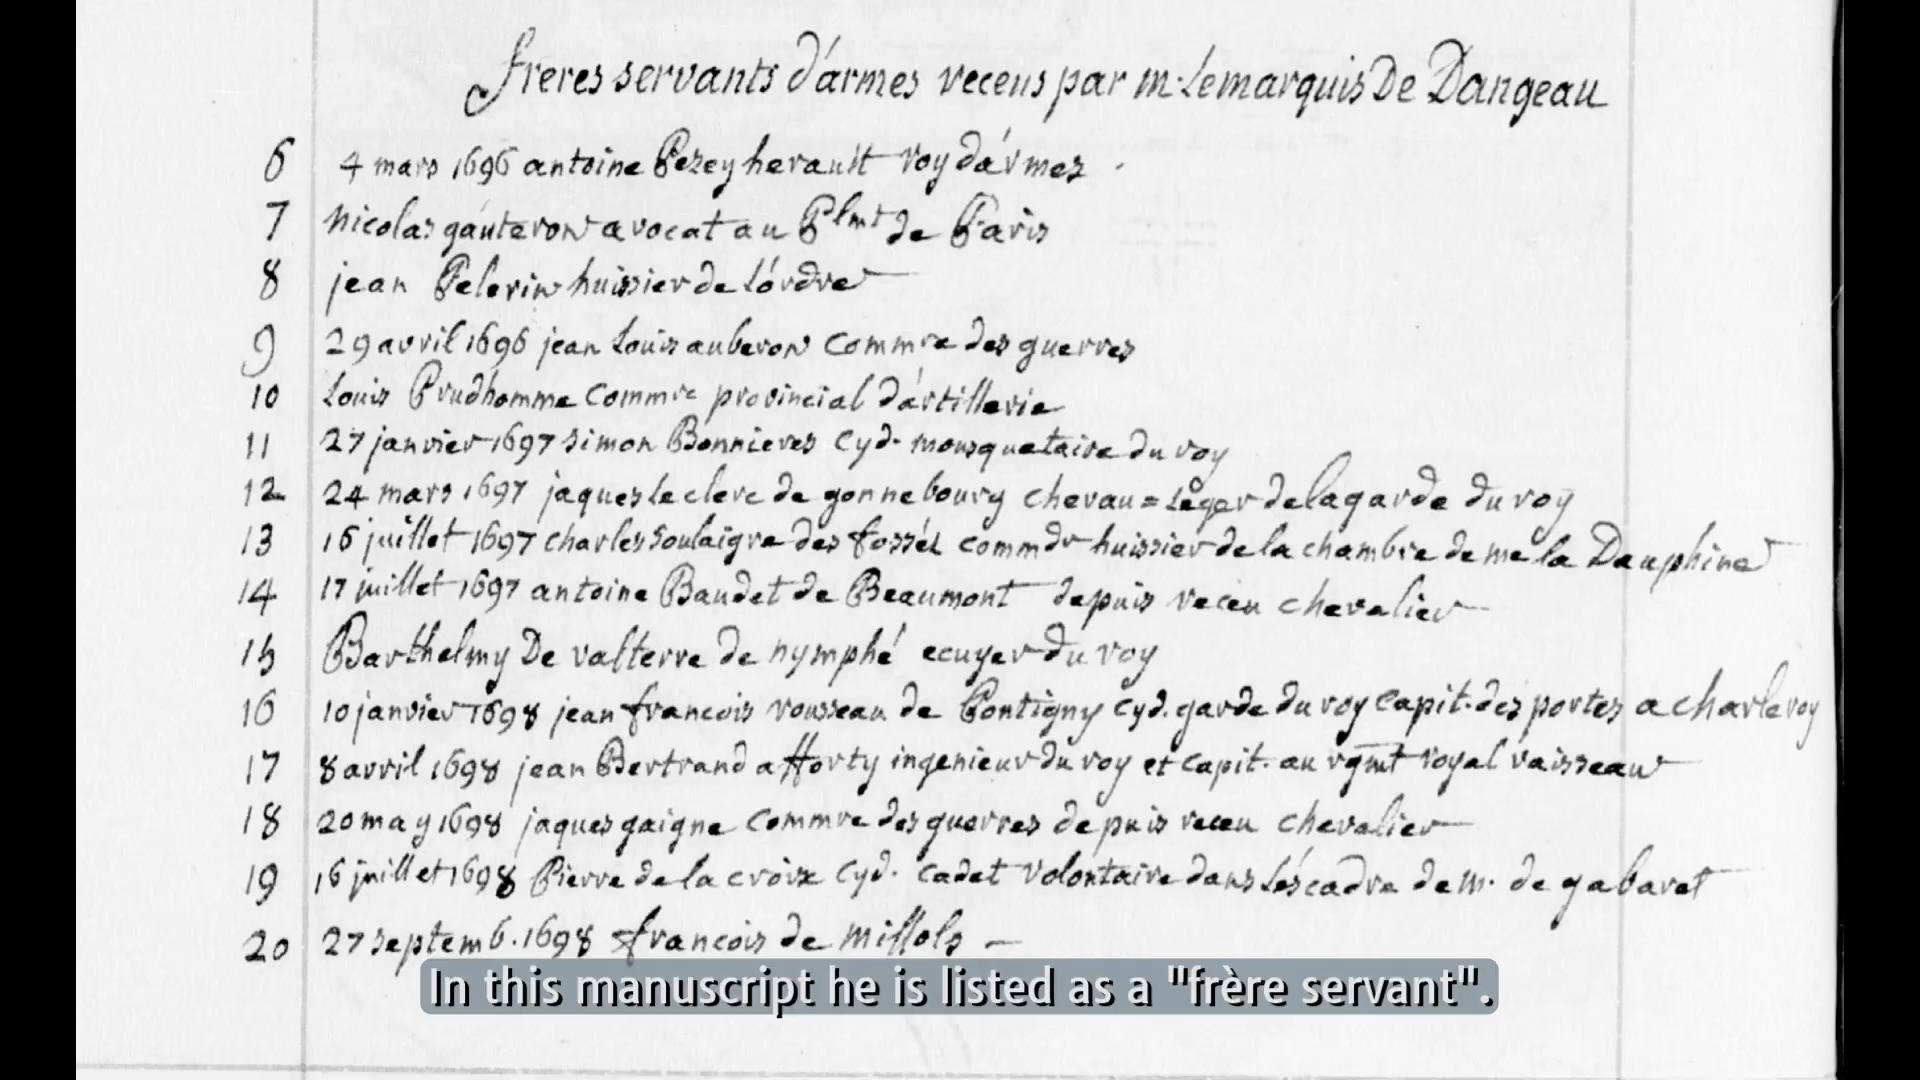 freres servants d'armes receus par m. Lemarquis De Dangeau
6 4 mars 1696 antoine Pezey herault roy d'armes
7 Nicolas gauteron avocat au Plmt de Paris
8 jean Pelerin huissier de l'ordre
9 29 avril 1696 jean Louis auberon commre des guerres
10 Louis Prudhomme commre provincial d'artillerie
11 27 janvier 1697 simon Bonnieres cyd. mousquetaire du roy
12 24 mars 1697 jaques le clerc de gonnebourg chevau=leger de la garde du roy
13 16 juillet 1697 charles soulaigre des fossés huissier de la chambre de me la Dauphine
14 17 juillet 1697 antoine Baudet de Beaumont depuis receu chevalier
15 Barthelmy De valterre de nymphé ecuyer du roy
16 10 janvier 1698 jean francois rousseau de Pontigny cyd. garde du roy capit. des portes a charleroy
17 8 avril 1698 jean Bertrand afforty ingenieur du roy et capit. au rgmt royal vaisseau
18 20 may 1698 jaques gaigne commre des guerres depuis receu chevalier
19 16 juillet 1698 Pierre de la croix cyd. cadet volontaire dans l'escadre de m. de gabaret
20 27 septemb. 1698 francois de
In this manuscript he is listed as a "frère servant".